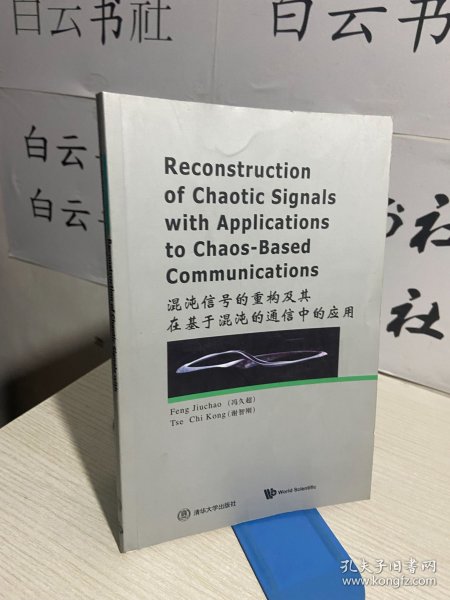 白云书社
白云书
白云
白云
书社
社
Reconstruction
of Chaotic Signals
with Applications
to Chaos-Based
Communications
混沌信号的重构及其
在基于混沌的通信中的应用
Feng Jiuchao (冯久超)
Tse Chi Kong (谢智刚)
清华大学出版社
World Scientific
孔夫子旧书网
www.kongfz.com